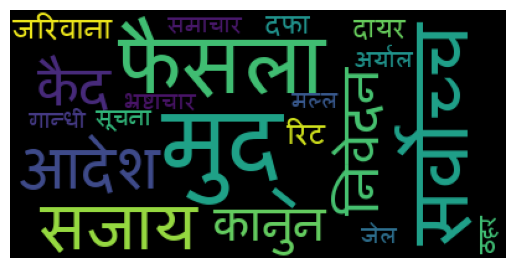 जरिवाना
समाचार
दफा
दायर
फैसला
अर्याल
कैद
भ्रष्टाचार
मल्ल
गान्धी
सूचना
रिट
मुद्
निवेदन
सर्वोच्च
आदेश
सजाय
कानुन
जेल
ठहर